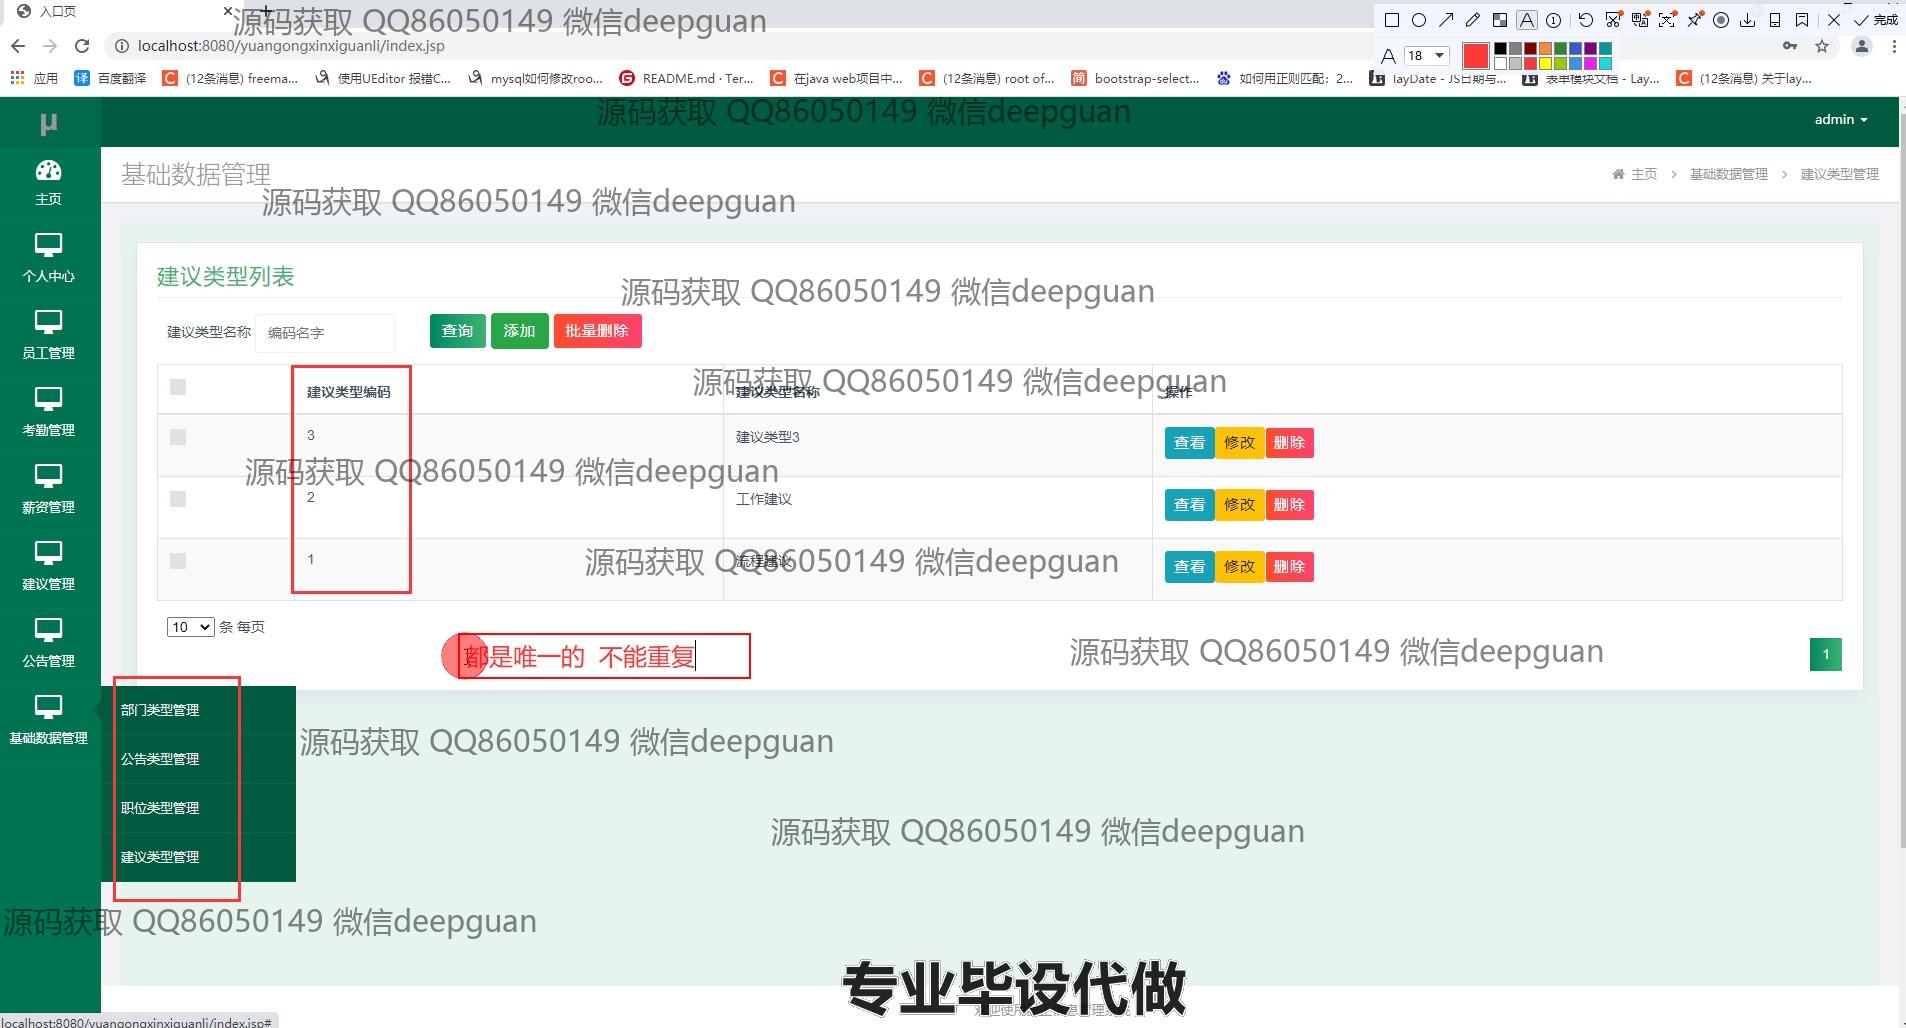 入口页
源码获取 QQ86050149 微信deepguan
完成
localhost:8080/yuangongxinxiguanli/index.jsp
18
应用 百度翻译 (12条消息) freema... 使用UEditor 报错C... mysql如何修改roo... README.md · Ter... 在java web项目中... (12条消息) root of... bootstrap-select... 如何用正则匹配：2... layDate - JS日期与... 表单模块文档 - Lay... (12条消息) 关于lay...
源码获取 QQ86050149 微信deepguan
μ
admin
基础数据管理
主页 > 基础数据管理 > 建议类型管理
源码获取 QQ86050149 微信deepguan
主页
个人中心
员工管理
考勤管理
薪资管理
建议管理
公告管理
基础数据管理
建议类型列表
源码获取 QQ86050149 微信deepguan
建议类型名称 编码名字 查询 添加 批量删除
源码获取 QQ86050149 微信deepguan
建议类型编码 建议类型名称 操作
3 建议类型3 查看 修改 删除
源码获取 QQ86050149 微信deepguan
2 工作建议 查看 修改 删除
源码获取 QQ86050149 微信deepguan
1 流程建议 查看 修改 删除
10 条 每页
都是唯一的 不能重复
源码获取 QQ86050149 微信deepguan
1
部门类型管理
公告类型管理
职位类型管理
建议类型管理
源码获取 QQ86050149 微信deepguan
源码获取 QQ86050149 微信deepguan
源码获取 QQ86050149 微信deepguan
专业毕设代做
localhost:8080/yuangongxinxiguanli/index.jsp#